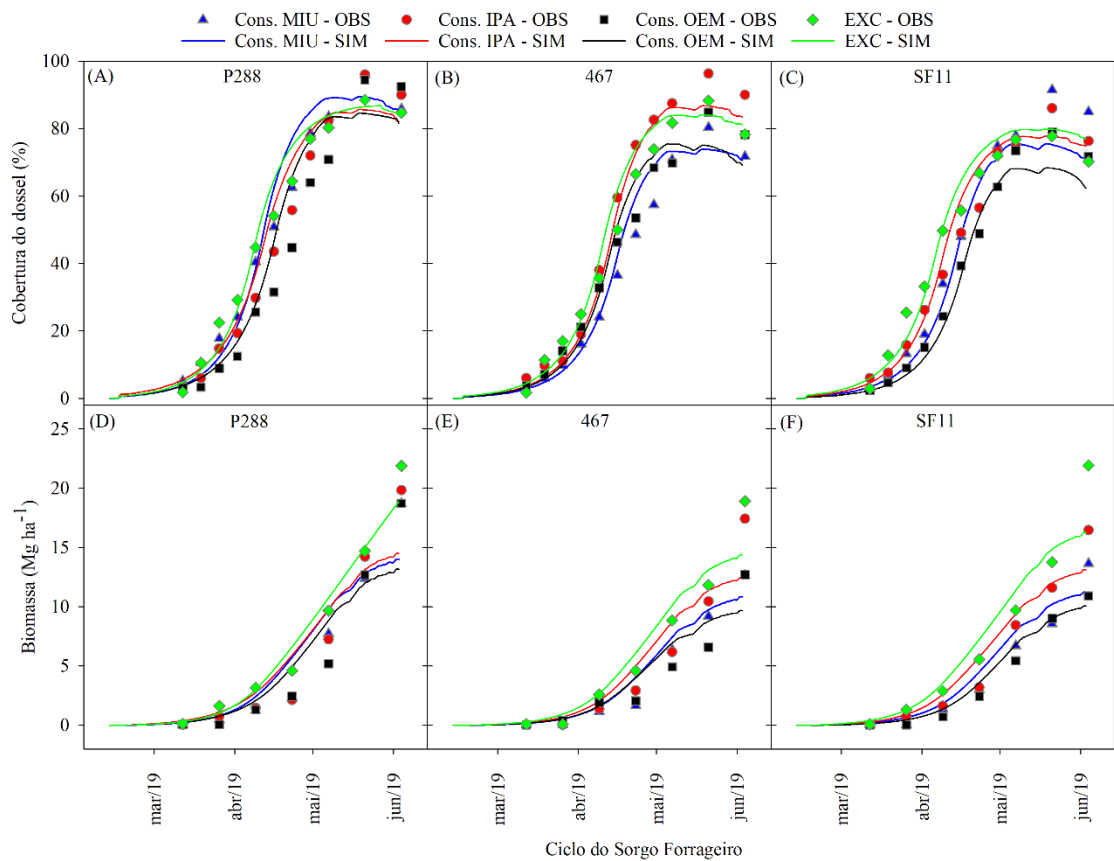 Cons. MIU - OBS Cons. IPA - OBS Cons. OEM - OBS EXC - OBS
Cons. MIU - SIM Cons. IPA - SIM Cons. OEM - SIM EXC - SIM
(A) P288 (B) 467 (C) SF11
Cobertura do dossel (%)
100
80
60
40
20
0
(D) P288 (E) 467 (F) SF11
Biomassa (Mg ha⁻¹)
25
20
15
10
5
0
mar/19 abr/19 mai/19 jun/19 mar/19 abr/19 mai/19 jun/19 mar/19 abr/19 mai/19 jun/19
Ciclo do Sorgo Forrageiro